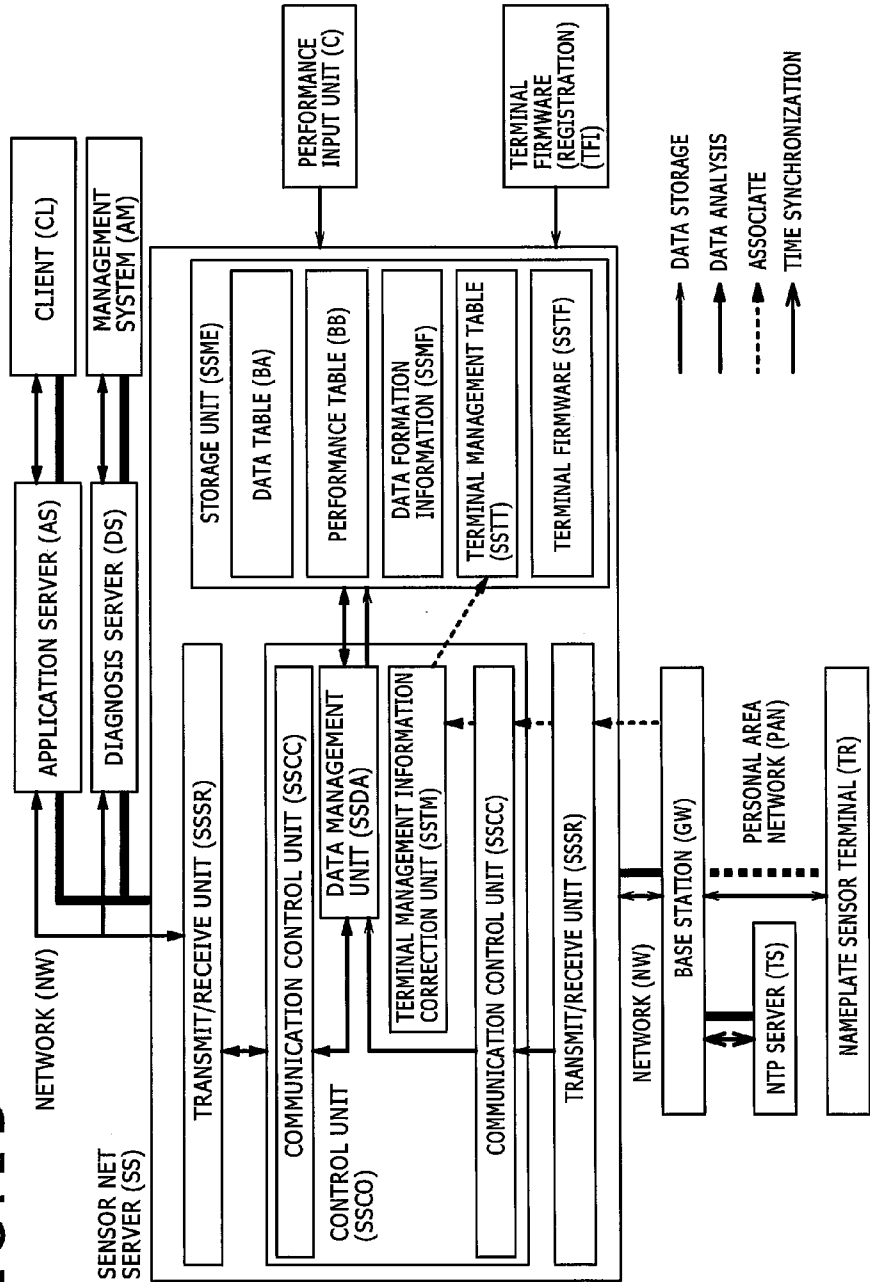 NETWORK (NW)
APPLICATION SERVER (AS)
CLIENT (CL)
DIAGNOSIS SERVER (DS)
MANAGEMENT
SYSTEM (AM)
SENSOR NET
SERVER (SS)
TRANSMIT/RECEIVE UNIT (SSSR)
COMMUNICATION CONTROL UNIT (SSCC)
CONTROL UNIT
(SSCO)
DATA MANAGEMENT
UNIT (SSDA)
TERMINAL MANAGEMENT INFORMATION
CORRECTION UNIT (SSTM)
COMMUNICATION CONTROL UNIT (SSCC)
TRANSMIT/RECEIVE UNIT (SSSR)
STORAGE UNIT (SSME)
DATA TABLE (BA)
PERFORMANCE TABLE (BB)
DATA FORMATION
INFORMATION (SSMF)
TERMINAL MANAGEMENT TABLE
(SSTT)
TERMINAL FIRMWARE (SSTF)
PERFORMANCE
INPUT UNIT (C)
TERMINAL
FIRMWARE
(REGISTRATION)
(TFI)
NETWORK (NW)
BASE STATION (GW)
NTP SERVER (TS)
PERSONAL AREA
NETWORK (PAN)
NAMEPLATE SENSOR TERMINAL (TR)
DATA STORAGE
DATA ANALYSIS
ASSOCIATE
TIME SYNCHRONIZATION